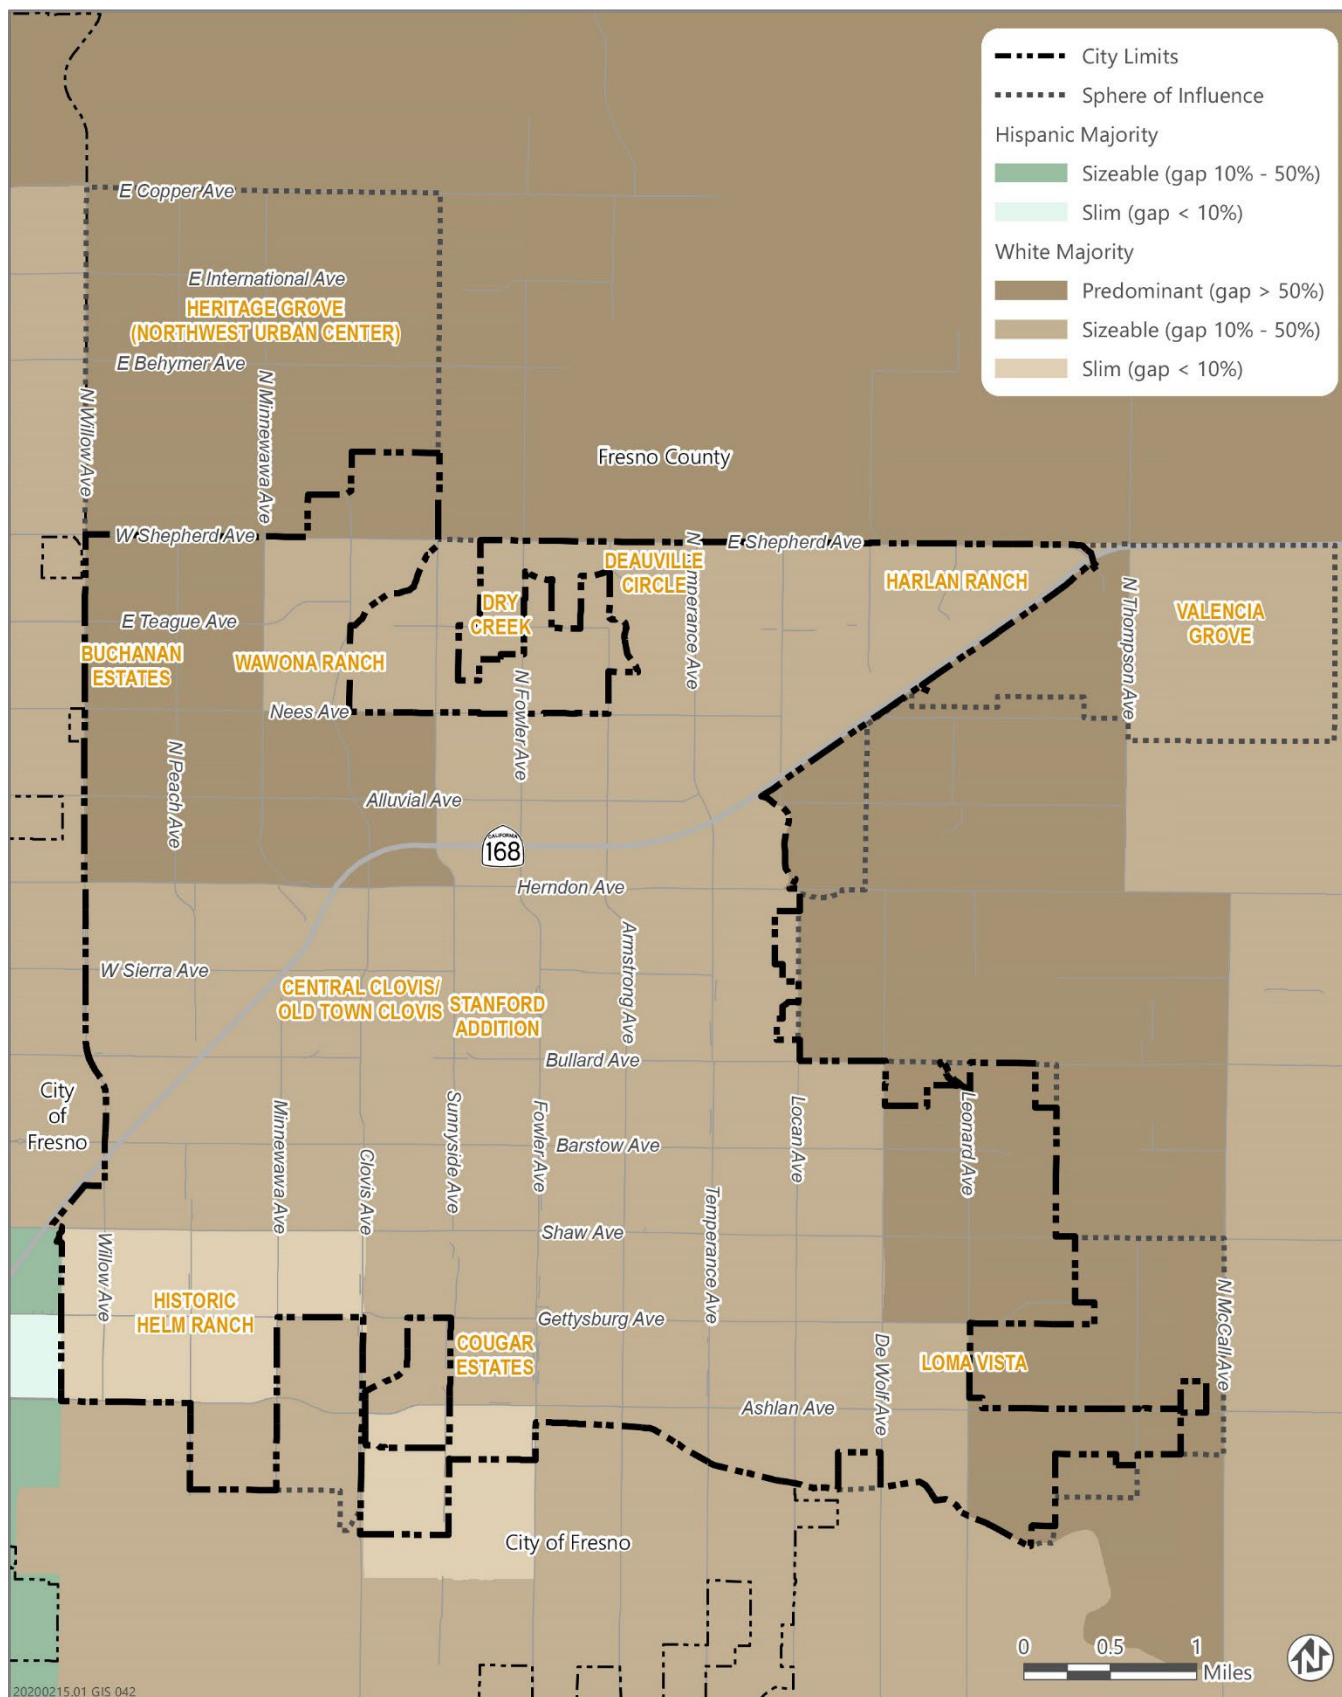 City Limits
Sphere of Influence
Hispanic Majority
Sizeable (gap 10% - 50%)
Slim (gap < 10%)
White Majority
Predominant (gap > 50%)
Sizeable (gap 10% - 50%)
Slim (gap < 10%)
E Copper Ave
E International Ave
HERITAGE GROVE
(NORTHWEST URBAN CENTER)
E Behymer Ave
N Willow Ave
N Minnewawa Ave
Fresno County
W Shepherd Ave
E Shepherd Ave
N Temperance Ave
DEAUVILLE
CIRCLE
HARLAN RANCH
N Thompson Ave
VALENCIA
GROVE
DRY
CREEK
E Teague Ave
BUCHANAN
ESTATES
WAWONA RANCH
Nees Ave
N Fowler Ave
N Peach Ave
Alluvial Ave
CALIFORNIA
168
Herndon Ave
W Sierra Ave
Armstrong Ave
CENTRAL CLOVIS/
OLD TOWN CLOVIS
STANFORD
ADDITION
Bullard Ave
City
of
Fresno
Minnewawa Ave
Clovis Ave
Sunnyside Ave
Fowler Ave
Barstow Ave
Locan Ave
Leonard Ave
Temperance Ave
Shaw Ave
Willow Ave
HISTORIC
HELM RANCH
Gettysburg Ave
COUGAR
ESTATES
De Wolf Ave
LOMA VISTA
N McCall Ave
Ashlan Ave
City of Fresno
0 0.5 1
Miles
N
20200215.01 GIS 042